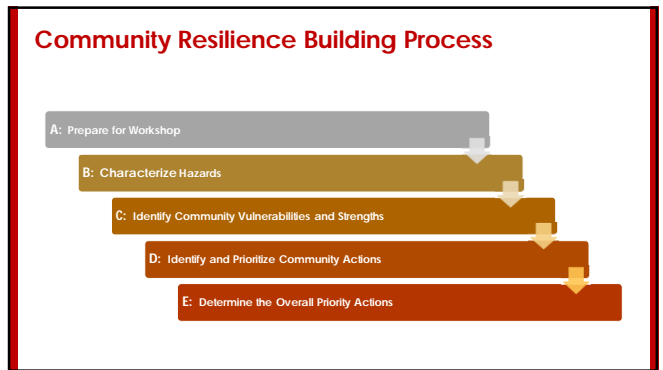 Community Resilience Building Process
A: Prepare for Workshop
B: Characterize Hazards
C: Identify Community Vulnerabilities and Strengths
D: Identify and Prioritize Community Actions
E: Determine the Overall Priority Actions